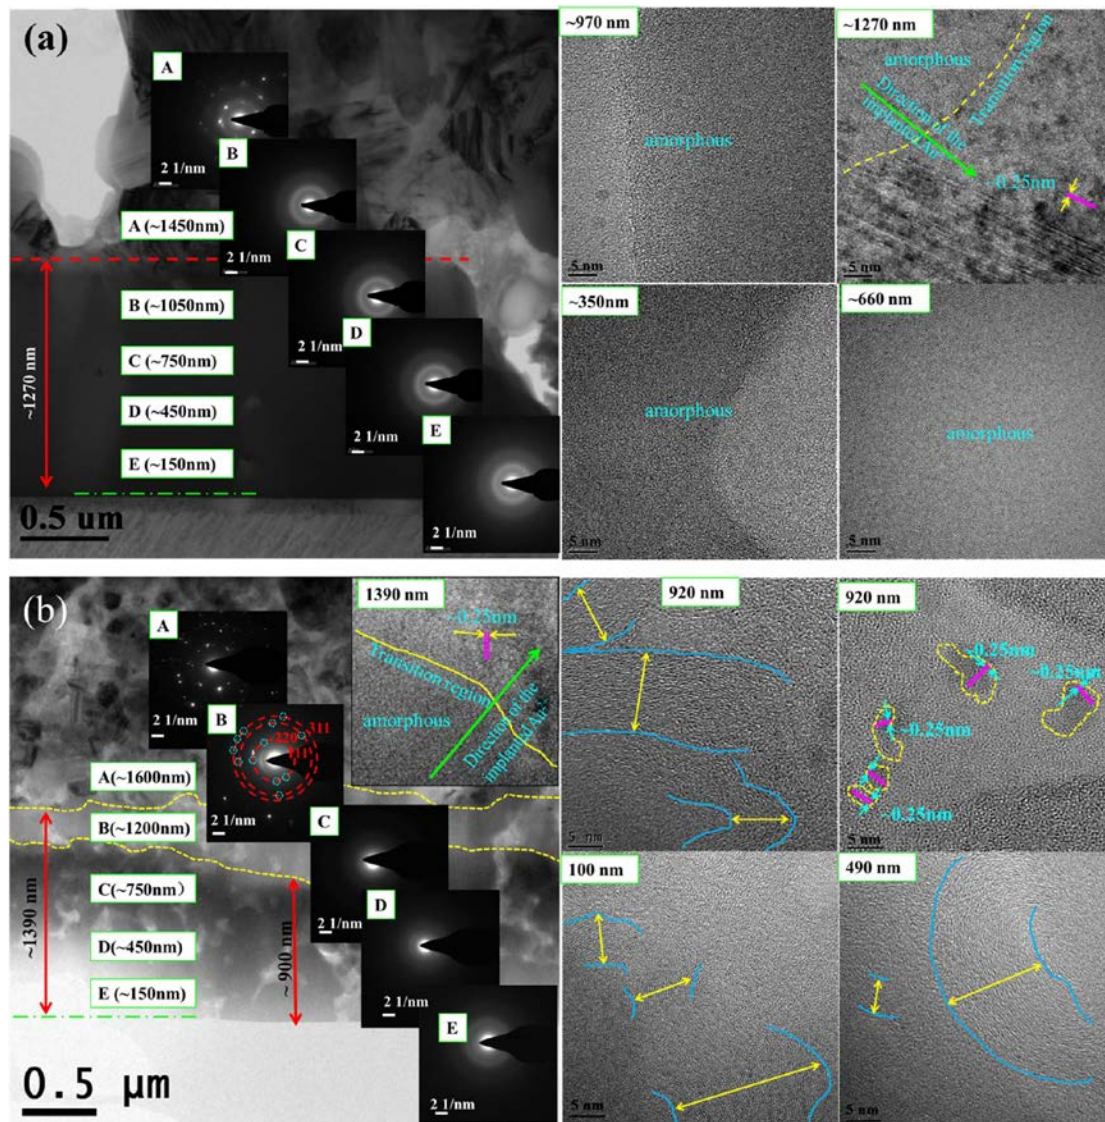 (a)
A
2 1/nm
B
2 1/nm
C
2 1/nm
D
2 1/nm
E
2 1/nm
A (~1450nm)
B (~1050nm)
C (~750nm)
D (~450nm)
E (~150nm)
~1270 nm
0.5 um
~970 nm
amorphous
5 nm
~1270 nm
amorphous
Transition region
Direction of the
implanted Au
~0.25nm
5 nm
~350nm
amorphous
5 nm
~660 nm
amorphous
5 nm
(b)
A
2 1/nm
B
311
220
111
2 1/nm
C
2 1/nm
D
2 1/nm
E
2 1/nm
A(~1600nm)
B(~1200nm)
C(~750nm）
D(~450nm)
E (~150nm)
~1390 nm
~ 900 nm
0.5 μm
1390 nm
~0.25nm
Transition region
amorphous
Direction of the
implanted Au
920 nm
5 nm
920 nm
~0.25nm
~0.25nm
~0.25nm
~0.25nm
5 nm
100 nm
5 nm
490 nm
5 nm